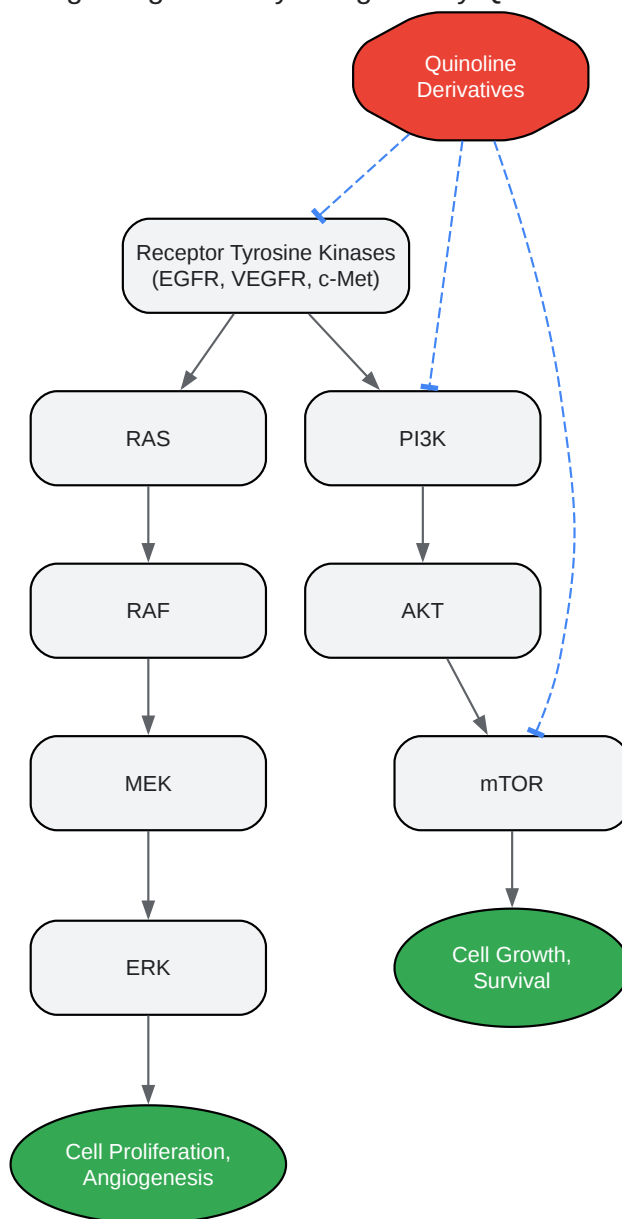 Quinoline
Derivatives
Receptor Tyrosine Kinases
(EGFR, VEGFR, c-Met)
RAS
PI3K
RAF
AKT
MEK
mTOR
ERK
Cell Growth,
Survival
Cell Proliferation,
Angiogenesis